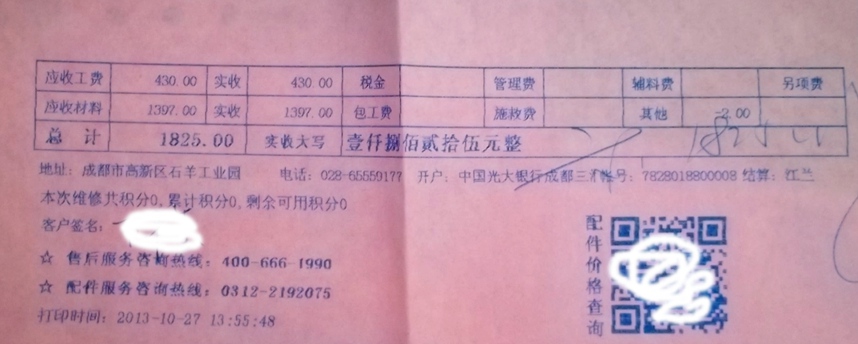 应收工费 430.00 实收 430.00 税金 管理费 辅料费 另项费
应收材料 1397.00 实收 1397.00 包工费 施救费 其他 -2.00
总计 1825.00 实收大写 壹仟捌佰贰拾伍元整
地址：成都市高新区石羊工业园 电话：028-65559177 开户：中国光大银行成都三 帐号：7828018800008 结算：江兰
本次维修共积分0,累计积分0,剩余可用积分0
客户签名：
☆ 售后服务咨询热线：400-666-1990
☆ 配件服务咨询热线：0312-2192075
打印时间：2013-10-27 13:55:48
配件价格查询